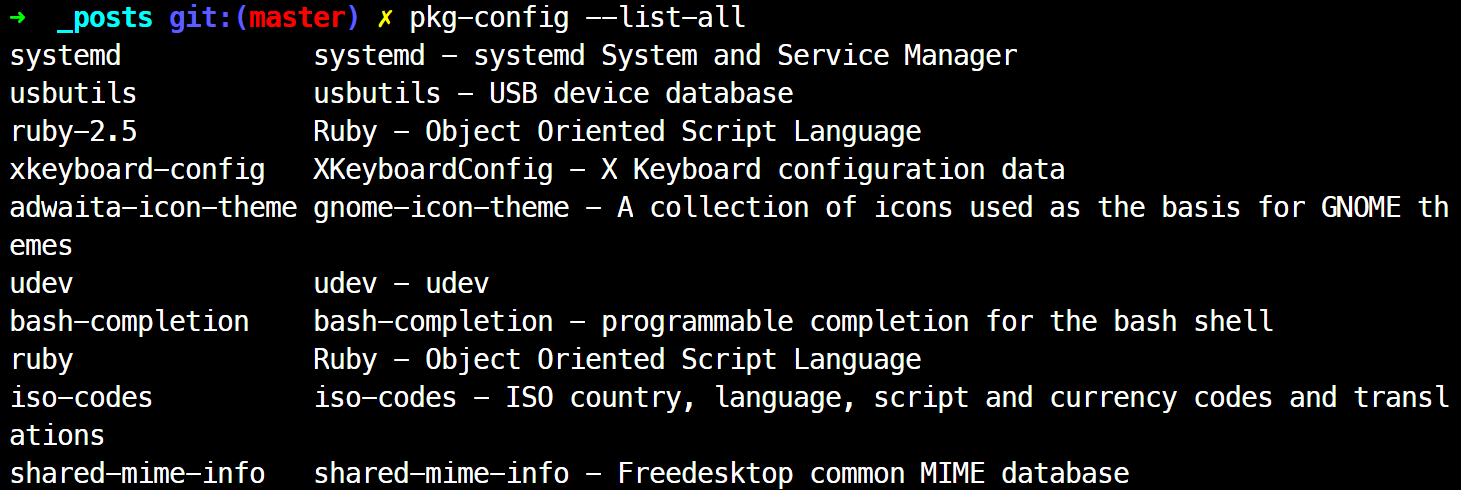 ➜  _posts git:(master) ✗ pkg-config --list-all
systemd            systemd - systemd System and Service Manager
usbutils           usbutils - USB device database
ruby-2.5           Ruby - Object Oriented Script Language
xkeyboard-config   XKeyboardConfig - X Keyboard configuration data
adwaita-icon-theme gnome-icon-theme - A collection of icons used as the basis for GNOME th
emes
udev               udev - udev
bash-completion    bash-completion - programmable completion for the bash shell
ruby               Ruby - Object Oriented Script Language
iso-codes          iso-codes - ISO country, language, script and currency codes and transl
ations
shared-mime-info   shared-mime-info - Freedesktop common MIME database